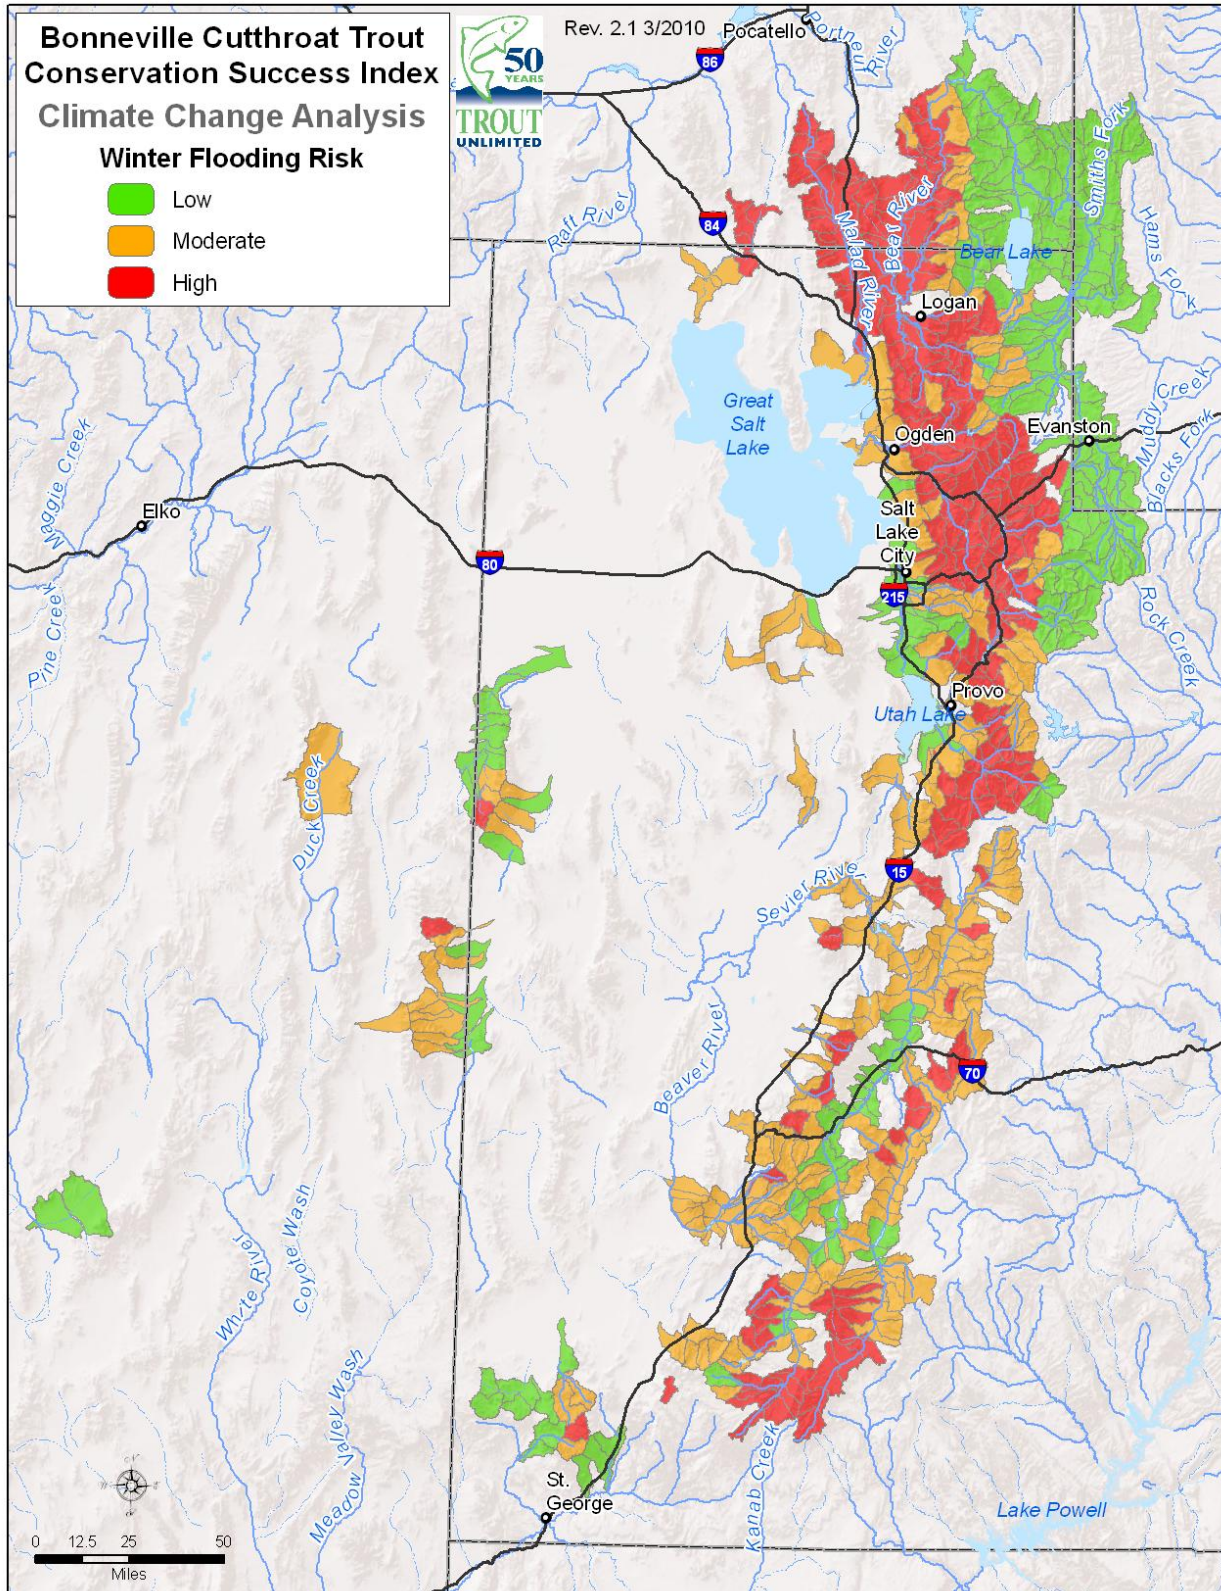 Bonneville Cutthroat Trout
Conservation Success Index
Climate Change Analysis
Winter Flooding Risk
Low
Moderate
High
50
YEARS
TROUT
UNLIMITED
Rev. 2.1 3/2010
Pocatello
Portneuf
River
86
Raft River
84
Malad River
Bear River
Smiths Fork
Hams Fork
Bear Lake
Logan
Great
Salt
Lake
Ogden
Evanston
Muddy Creek
Blacks Fork
Maggie Creek
Elko
80
Salt
Lake
City
215
Pine Creek
Rock Creek
Provo
Utah Lake
Duck Creek
15
Sevier River
Beaver River
70
White River
Coyote Wash
Meadow Valley Wash
St.
George
Kanab Creek
Lake Powell
N
0 12.5 25 50
Miles